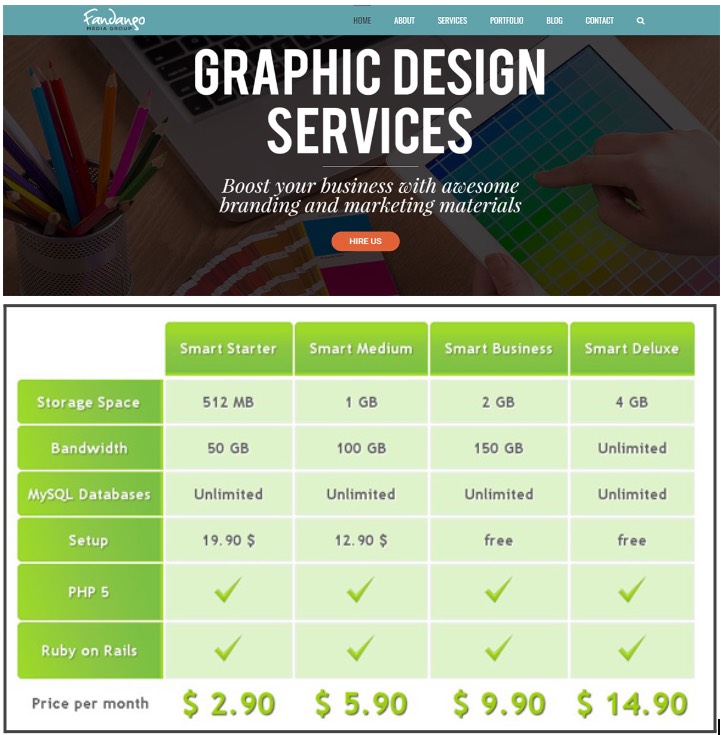 Fandango
MEDIA GROUP
HOME ABOUT SERVICES PORTFOLIO BLOG CONTACT
GRAPHIC DESIGN
SERVICES
Boost your business with awesome
branding and marketing materials
HIRE US
Smart Starter Smart Medium Smart Business Smart Deluxe
Storage Space 512 MB 1 GB 2 GB 4 GB
Bandwidth 50 GB 100 GB 150 GB Unlimited
MySQL Databases Unlimited Unlimited Unlimited Unlimited
Setup 19.90 $ 12.90 $ free free
PHP 5
Ruby on Rails
Price per month $ 2.90 $ 5.90 $ 9.90 $ 14.90